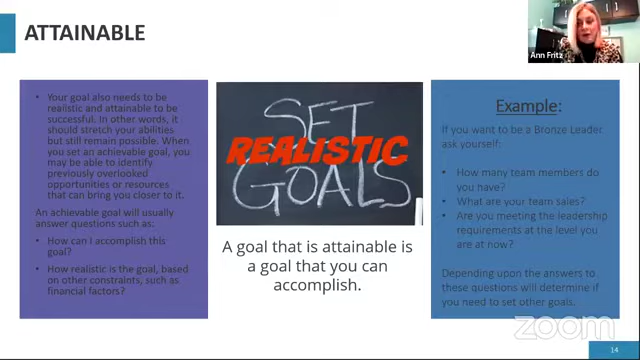 ATTAINABLE
Ann Fritz
• Your goal also needs to be
realistic and attainable to be
successful. In other words, it
should stretch your abilities
but still remain possible. When
you set an achievable goal, you
may be able to identify
previously overlooked
opportunities or resources
that can bring you closer to it.
An achievable goal will usually
answer questions such as:
• How can I accomplish this
goal?
• How realistic is the goal, based
on other constraints, such as
financial factors?
SET
REALISTIC
GOALS
A goal that is attainable is
a goal that you can
accomplish.
Example:
If you want to be a Bronze Leader
ask yourself:
• How many team members do
you have?
• What are your team sales?
• Are you meeting the leadership
requirements at the level you
are at now?
Depending upon the answers to
these questions will determine if
you need to set other goals.
zoom
14